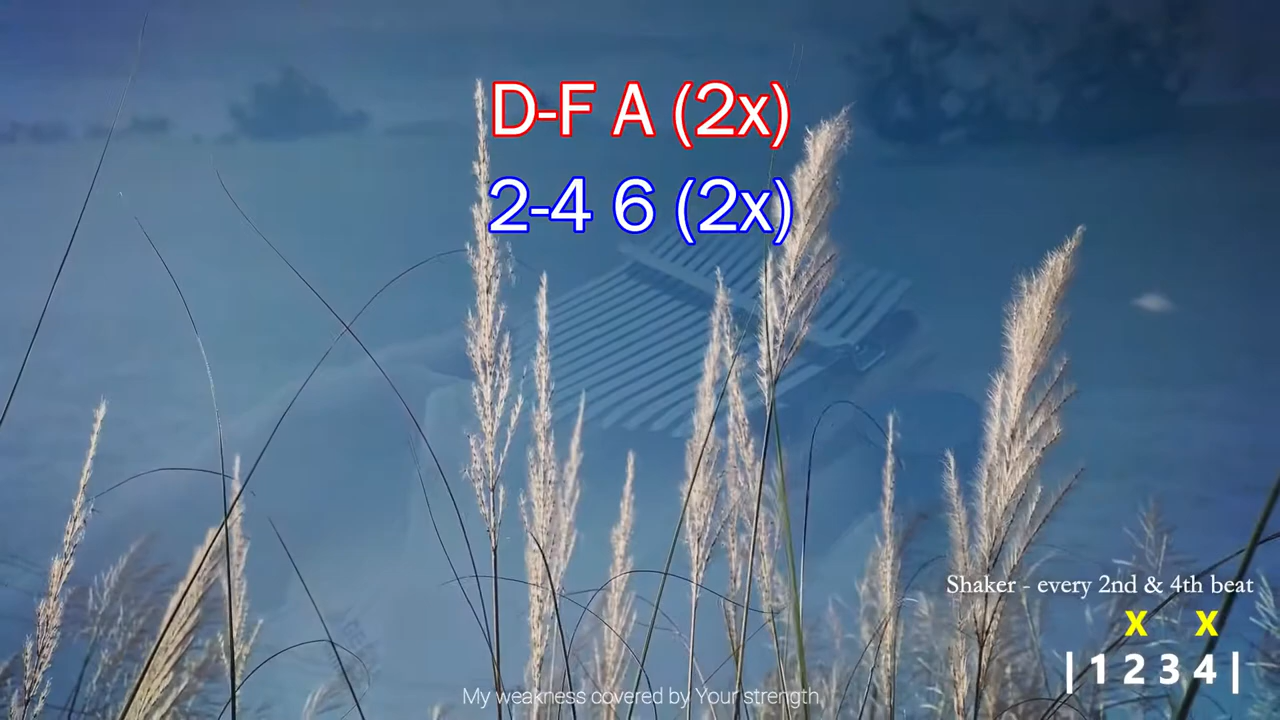 D-F A (2x)
2-4 6 (2x)
Shaker - every 2nd & 4th beat
X X
| 1 2 3 4 |
My weakness covered by Your strength